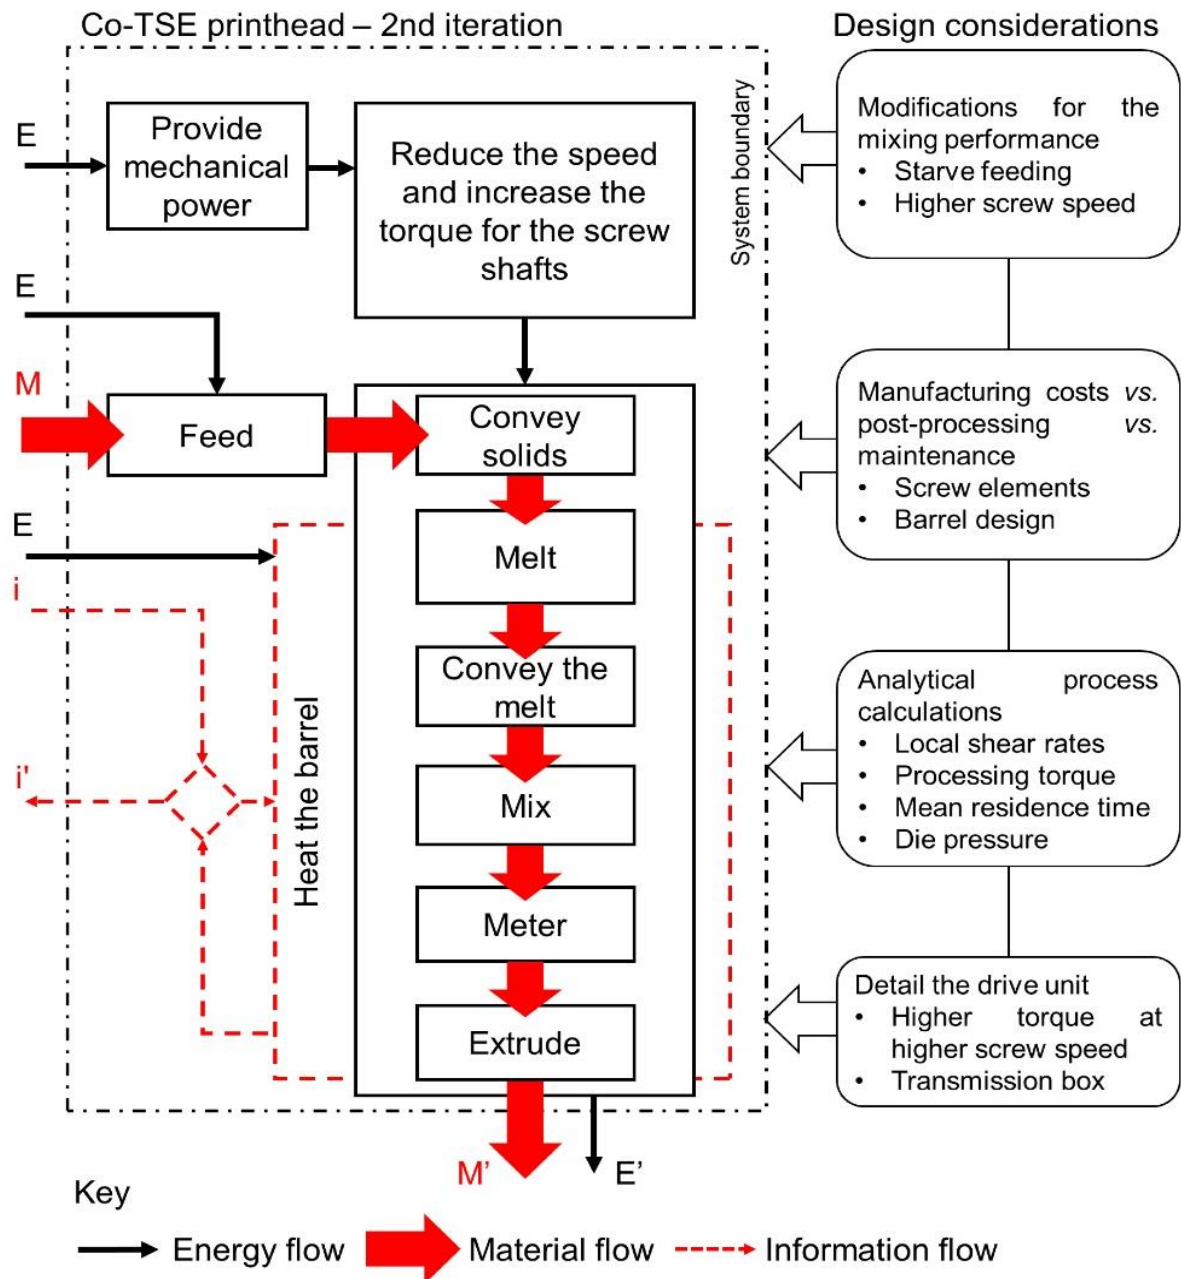 Co-TSE printhead – 2nd iteration
E
Provide
mechanical
power
Reduce the speed
and increase the
torque for the screw
shafts
System boundary
E
M
Feed
Convey
solids
E
Melt
i
Convey the
melt
Heat the barrel
i'
Mix
Meter
Extrude
M’
E’
Design considerations
Modifications for the
mixing performance
• Starve feeding
• Higher screw speed
Manufacturing costs vs.
post-processing vs.
maintenance
• Screw elements
• Barrel design
Analytical process
calculations
• Local shear rates
• Processing torque
• Mean residence time
• Die pressure
Detail the drive unit
• Higher torque at
higher screw speed
• Transmission box
Key
Energy flow
Material flow
Information flow